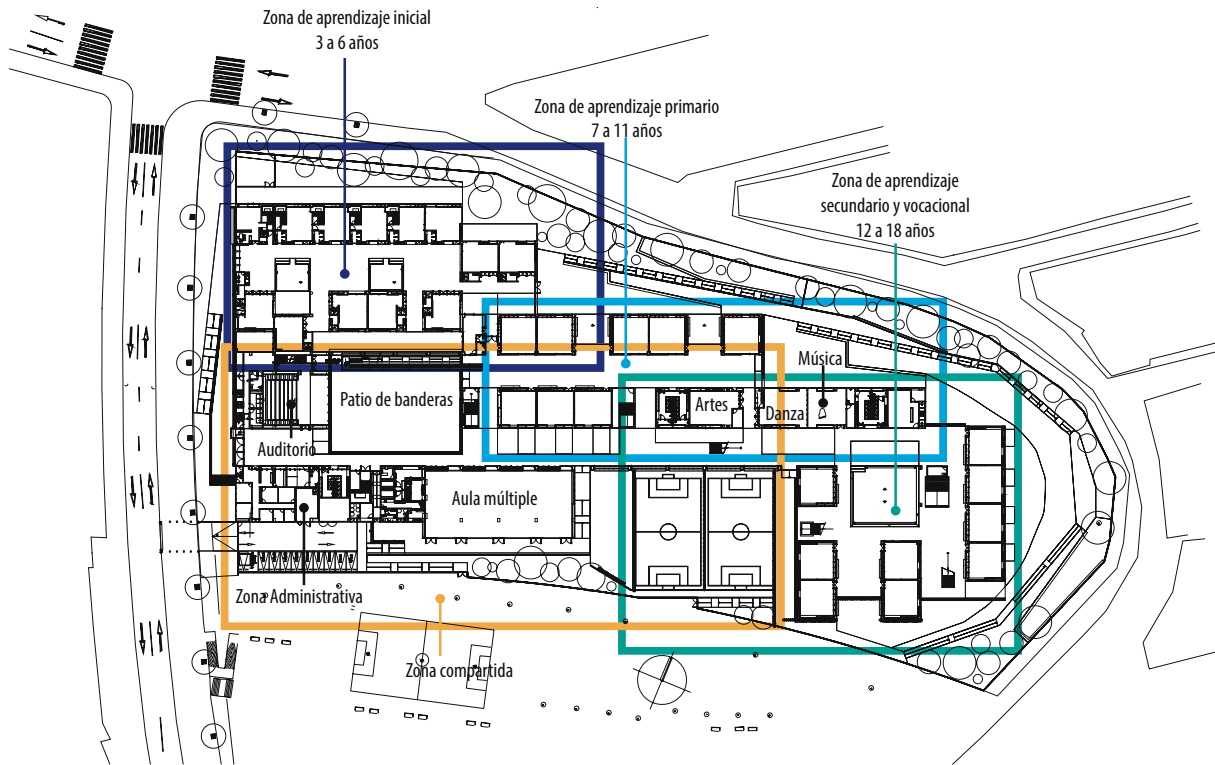 Zona de aprendizaje inicial
3 a 6 años
Zona de aprendizaje primario
7 a 11 años
Zona de aprendizaje
secundario y vocacional
12 a 18 años
Música
Artes
Danza
Patio de banderas
Auditorio
Aula múltiple
Zona Administrativa
Zona compartida